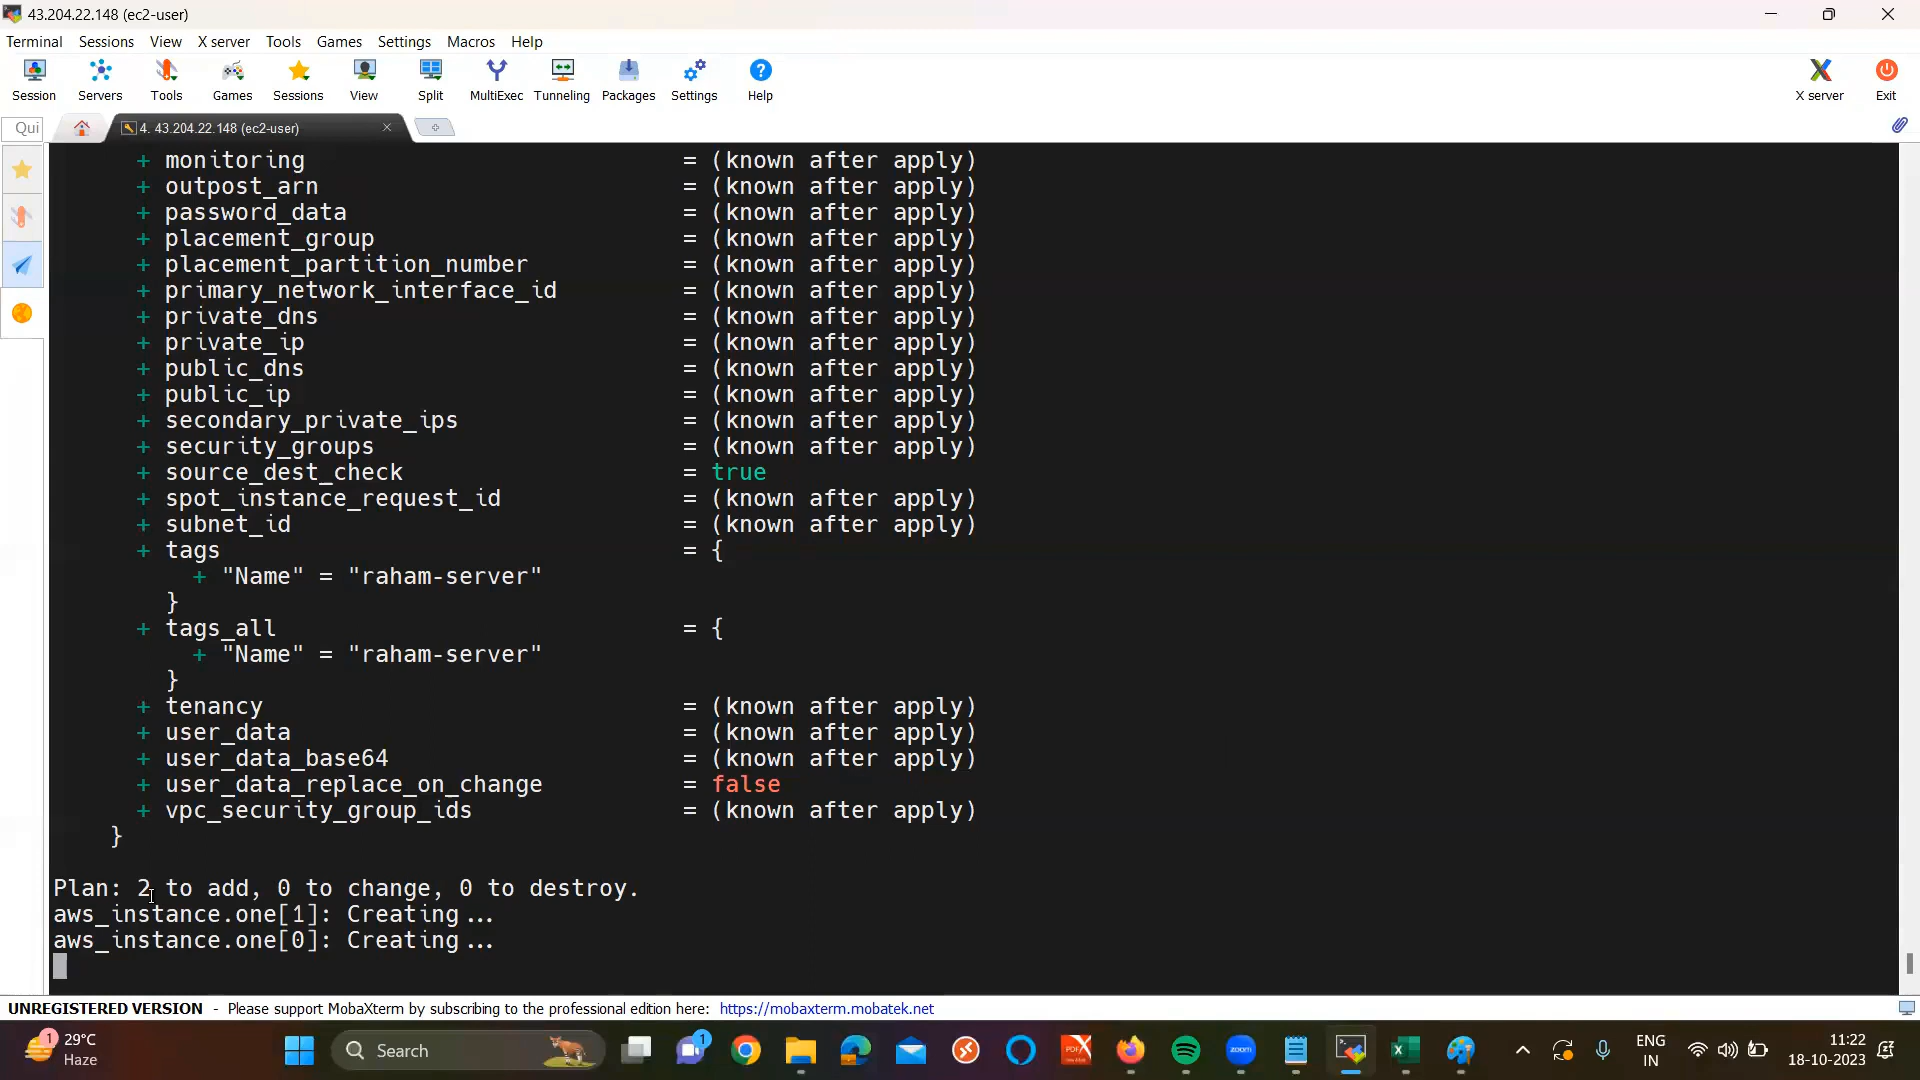 43.204.22.148 (ec2-user)
Terminal Sessions View X server Tools Games Settings Macros Help
Session Servers Tools Games Sessions View Split MultiExec Tunneling Packages Settings Help X server Exit
Qui 4. 43.204.22.148 (ec2-user)
+ monitoring = (known after apply)
+ outpost_arn = (known after apply)
+ password_data = (known after apply)
+ placement_group = (known after apply)
+ placement_partition_number = (known after apply)
+ primary_network_interface_id = (known after apply)
+ private_dns = (known after apply)
+ private_ip = (known after apply)
+ public_dns = (known after apply)
+ public_ip = (known after apply)
+ secondary_private_ips = (known after apply)
+ security_groups = (known after apply)
+ source_dest_check = true
+ spot_instance_request_id = (known after apply)
+ subnet_id = (known after apply)
+ tags = {
+ "Name" = "raham-server"
}
+ tags_all = {
+ "Name" = "raham-server"
}
+ tenancy = (known after apply)
+ user_data = (known after apply)
+ user_data_base64 = (known after apply)
+ user_data_replace_on_change = false
+ vpc_security_group_ids = (known after apply)
}
Plan: 2 to add, 0 to change, 0 to destroy.
aws_instance.one[1]: Creating...
aws_instance.one[0]: Creating...
UNREGISTERED VERSION - Please support MobaXterm by subscribing to the professional edition here: https://mobaxterm.mobatek.net
1 29°C
Haze
Search
1
PDF
zoom
ENG
IN
11:22
18-10-2023